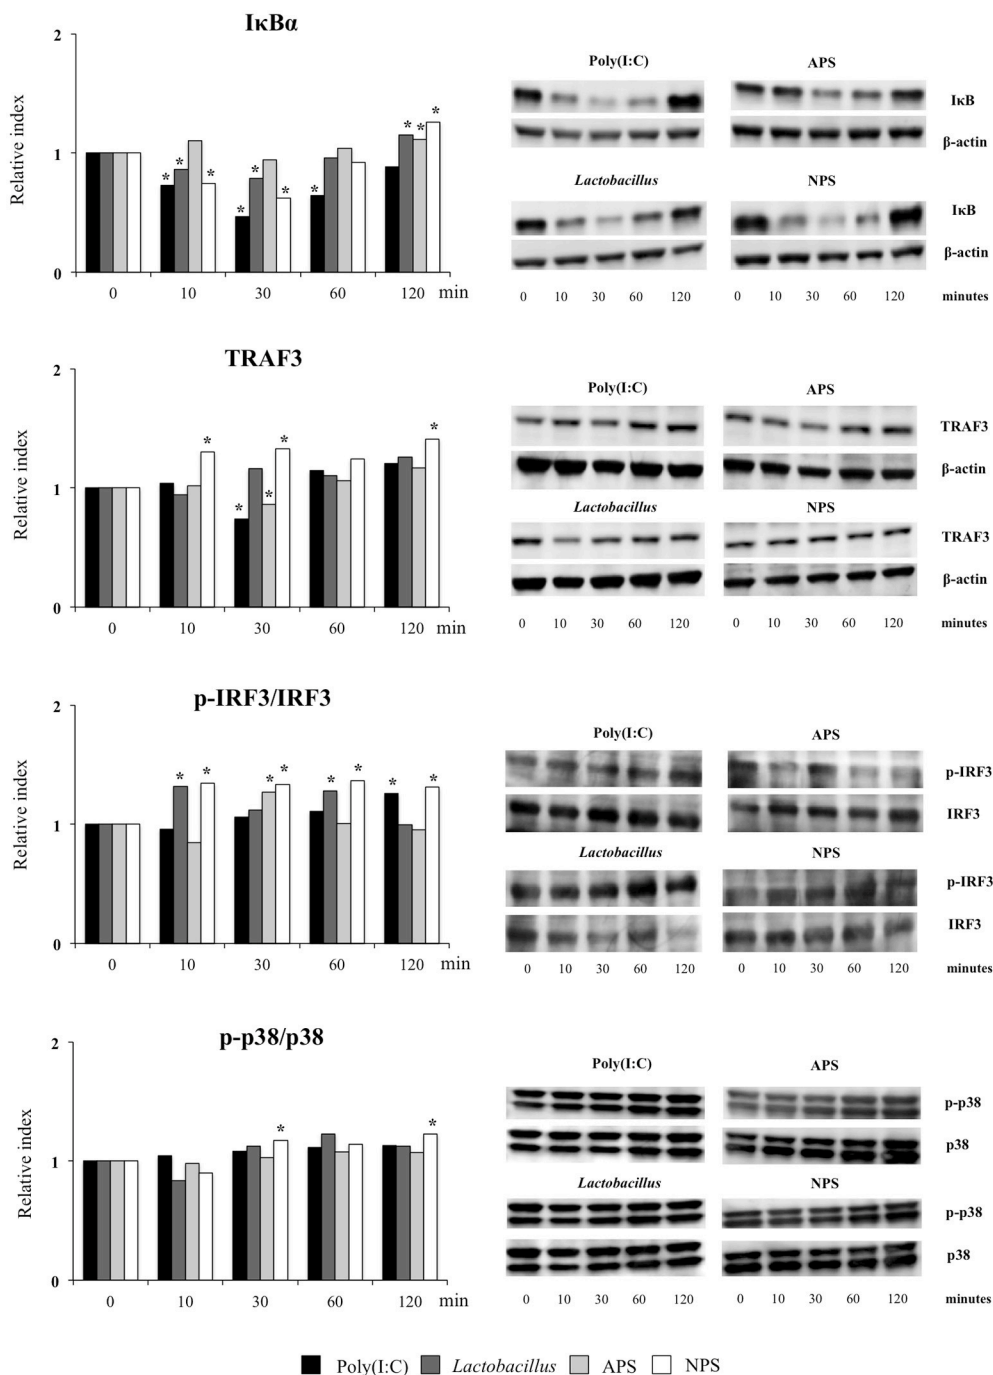 IκBα
2
1
0
Relative index
* * *
* * *
*
* * *
0 10 30 60 120 min
Poly(I:C) APS
IκB
β-actin
Lactobacillus NPS
IκB
β-actin
0 10 30 60 120 0 10 30 60 120 minutes
TRAF3
2
1
0
Relative index
*
* * *
*
0 10 30 60 120 min
Poly(I:C) APS
TRAF3
β-actin
Lactobacillus NPS
TRAF3
β-actin
0 10 30 60 120 0 10 30 60 120 minutes
p-IRF3/IRF3
2
1
0
Relative index
* *
* *
* *
* *
0 10 30 60 120 min
Poly(I:C) APS
p-IRF3
IRF3
Lactobacillus NPS
p-IRF3
IRF3
0 10 30 60 120 0 10 30 60 120 minutes
p-p38/p38
2
1
0
Relative index
*
*
0 10 30 60 120 min
Poly(I:C) APS
p-p38
p38
Lactobacillus NPS
p-p38
p38
0 10 30 60 120 0 10 30 60 120 minutes
Poly(I:C) Lactobacillus APS NPS